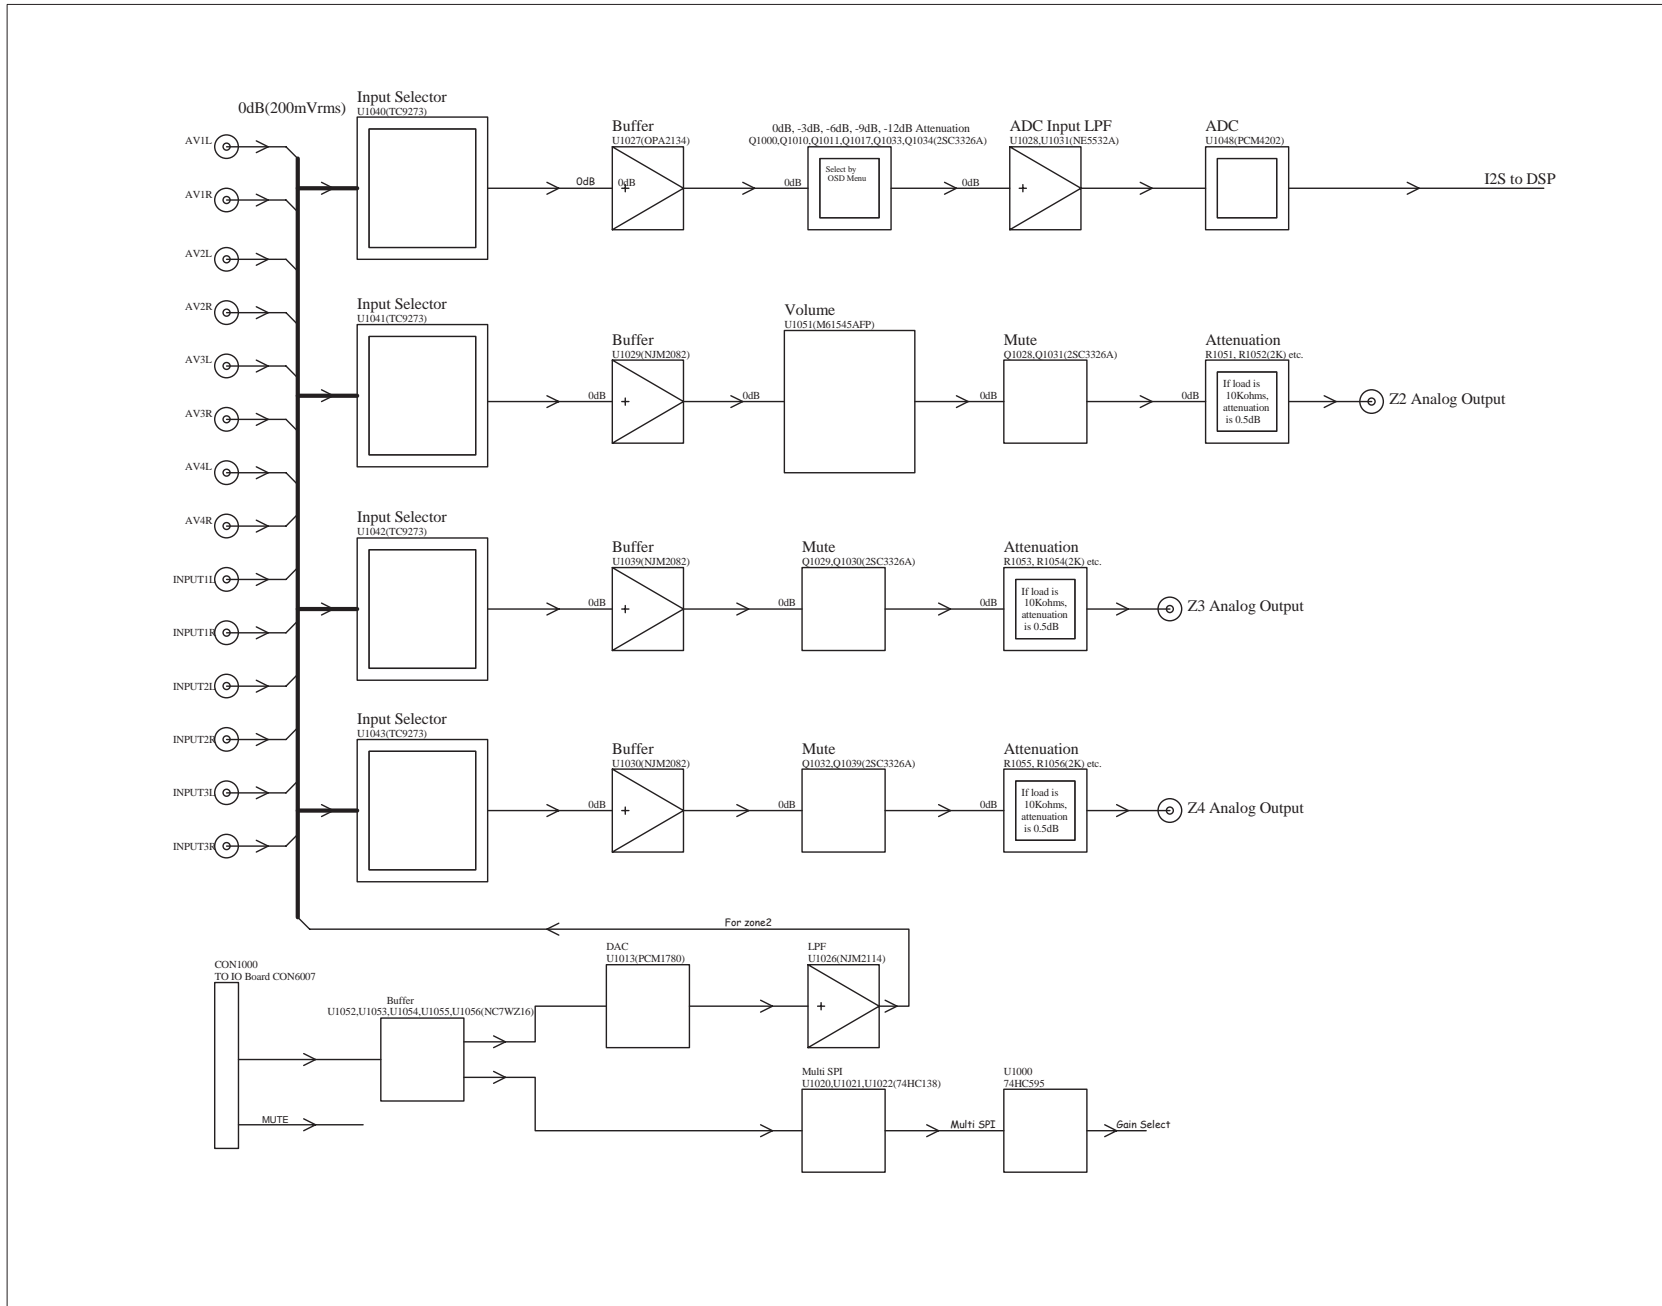 0dB(200mVrms)
AV1L
AV1R
AV2L
AV2R
AV3L
AV3R
AV4L
AV4R
INPUT1L
INPUT1R
INPUT2L
INPUT2R
INPUT3L
INPUT3R
Input Selector
U1040(TC9273)
0dB
Buffer
U1027(OPA2134)
0dB
+
0dB, -3dB, -6dB, -9dB, -12dB Attenuation
Q1000,Q1010,Q1011,Q1017,Q1033,Q1034(2SC3326A)
0dB
Select by
OSD Menu
0dB
ADC Input LPF
U1028,U1031(NE5532A)
+
ADC
U1048(PCM4202)
I2S to DSP
Input Selector
U1041(TC9273)
0dB
Buffer
U1029(NJM2082)
+
0dB
Volume
U1051(M61545AFP)
0dB
Mute
Q1028,Q1031(2SC3326A)
0dB
Attenuation
R1051, R1052(2K) etc.
If load is
10Kohms,
attenuation
is 0.5dB
Z2 Analog Output
Input Selector
U1042(TC9273)
0dB
Buffer
U1039(NJM2082)
+
0dB
Mute
Q1029,Q1030(2SC3326A)
0dB
Attenuation
R1053, R1054(2K) etc.
If load is
10Kohms,
attenuation
is 0.5dB
Z3 Analog Output
Input Selector
U1043(TC9273)
0dB
Buffer
U1030(NJM2082)
+
0dB
Mute
Q1032,Q1039(2SC3326A)
0dB
Attenuation
R1055, R1056(2K) etc.
If load is
10Kohms,
attenuation
is 0.5dB
Z4 Analog Output
For zone2
CON1000
TO IO Board CON6007
MUTE
Buffer
U1052,U1053,U1054,U1055,U1056(NC7WZ16)
DAC
U1013(PCM1780)
LPF
U1026(NJM2114)
+
Multi SPI
U1020,U1021,U1022(74HC138)
Multi SPI
U1000
74HC595
Gain Select